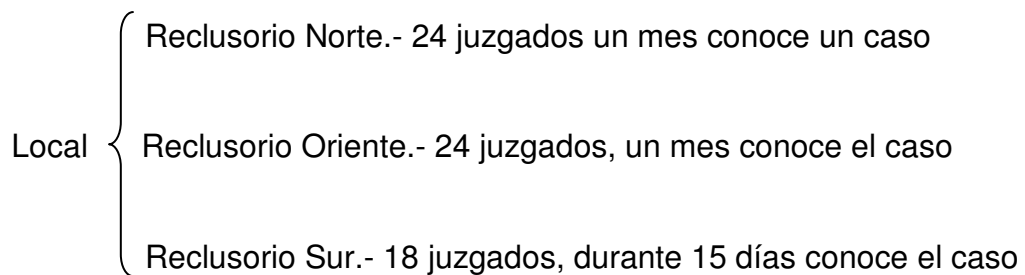 Reclusorio Norte.- 24 juzgados un mes conoce un caso
Local
Reclusorio Oriente.- 24 juzgados, un mes conoce el caso
Reclusorio Sur.- 18 juzgados, durante 15 días conoce el caso